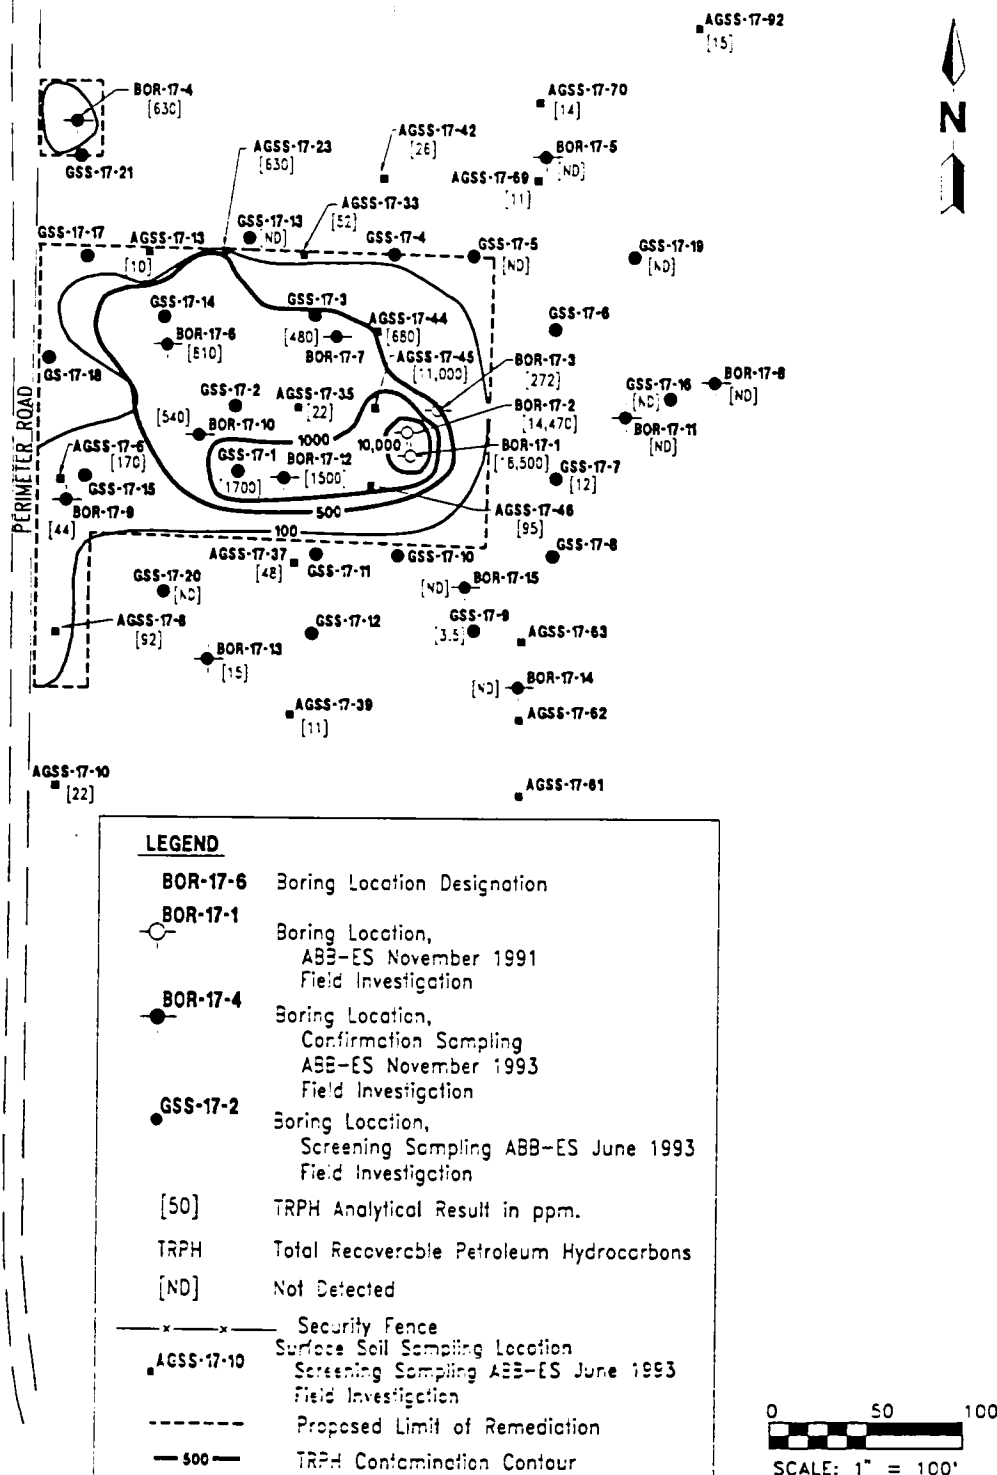 AGSS-17-92
[15]
BOR-17-4
[630]
AGSS-17-70
[14]
N
AGSS-17-42
[26]
AGSS-17-23
[630]
BOR-17-5
[ND]
GSS-17-21
AGSS-17-69
[11]
AGSS-17-33
[52]
GSS-17-13
[ND]
GSS-17-17
AGSS-17-13
[10]
GSS-17-4
GSS-17-5
[ND]
GSS-17-19
[ND]
GSS-17-14
GSS-17-3
[480]
AGSS-17-44
[680]
GSS-17-6
BOR-17-6
[810]
BOR-17-7
AGSS-17-45
[11,000]
GS-17-18
BOR-17-3
[272]
BOR-17-8
[ND]
GSS-17-16
[ND]
GSS-17-2
AGSS-17-35
[22]
BOR-17-2
[14,470]
[540]
BOR-17-10
BOR-17-11
[ND]
1000
10,000
BOR-17-1
[16,500]
PERIMETER ROAD
AGSS-17-6
[170]
GSS-17-1
[1700]
BOR-17-12
[1500]
GSS-17-7
[12]
GSS-17-15
BOR-17-9
[44]
500
AGSS-17-46
[95]
100
AGSS-17-37
[48]
GSS-17-11
GSS-17-10
GSS-17-8
GSS-17-20
[ND]
[ND]
BOR-17-15
AGSS-17-8
[92]
GSS-17-12
GSS-17-9
[3.5]
AGSS-17-63
BOR-17-13
[15]
[ND]
BOR-17-14
AGSS-17-39
[11]
AGSS-17-62
AGSS-17-10
[22]
AGSS-17-61
LEGEND
BOR-17-6 Boring Location Designation
BOR-17-1
Boring Location,
ABB-ES November 1991
Field Investigation
BOR-17-4
Boring Location,
Confirmation Sampling
ABB-ES November 1993
Field Investigation
GSS-17-2
Boring Location,
Screening Sampling ABB-ES June 1993
Field Investigation
[50] TRPH Analytical Result in ppm.
TRPH Total Recoverable Petroleum Hydrocarbons
[ND] Not Detected
x x Security Fence
AGSS-17-10 Surface Soil Sampling Location
Screening Sampling ABB-ES June 1993
Field Investigation
Proposed Limit of Remediation
500 TRPH Contamination Contour
0 50 100
SCALE: 1" = 100'